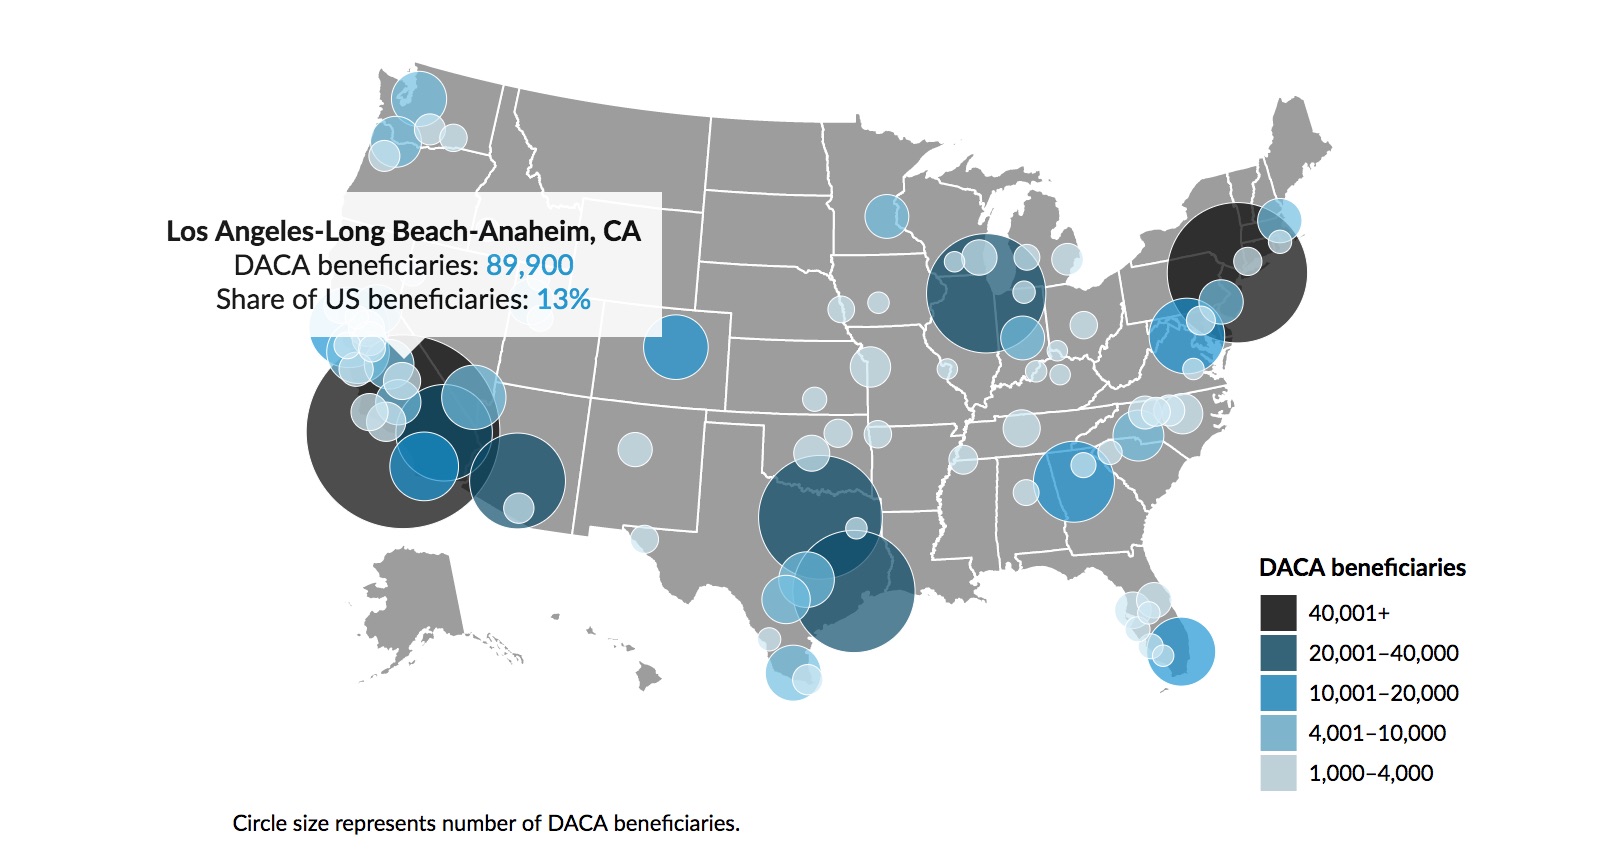 Los Angeles-Long Beach-Anaheim, CA
DACA beneficiaries: 89,900
Share of US beneficiaries: 13%
DACA beneficiaries
40,001+
20,001–40,000
10,001–20,000
4,001–10,000
1,000–4,000
Circle size represents number of DACA beneficiaries.